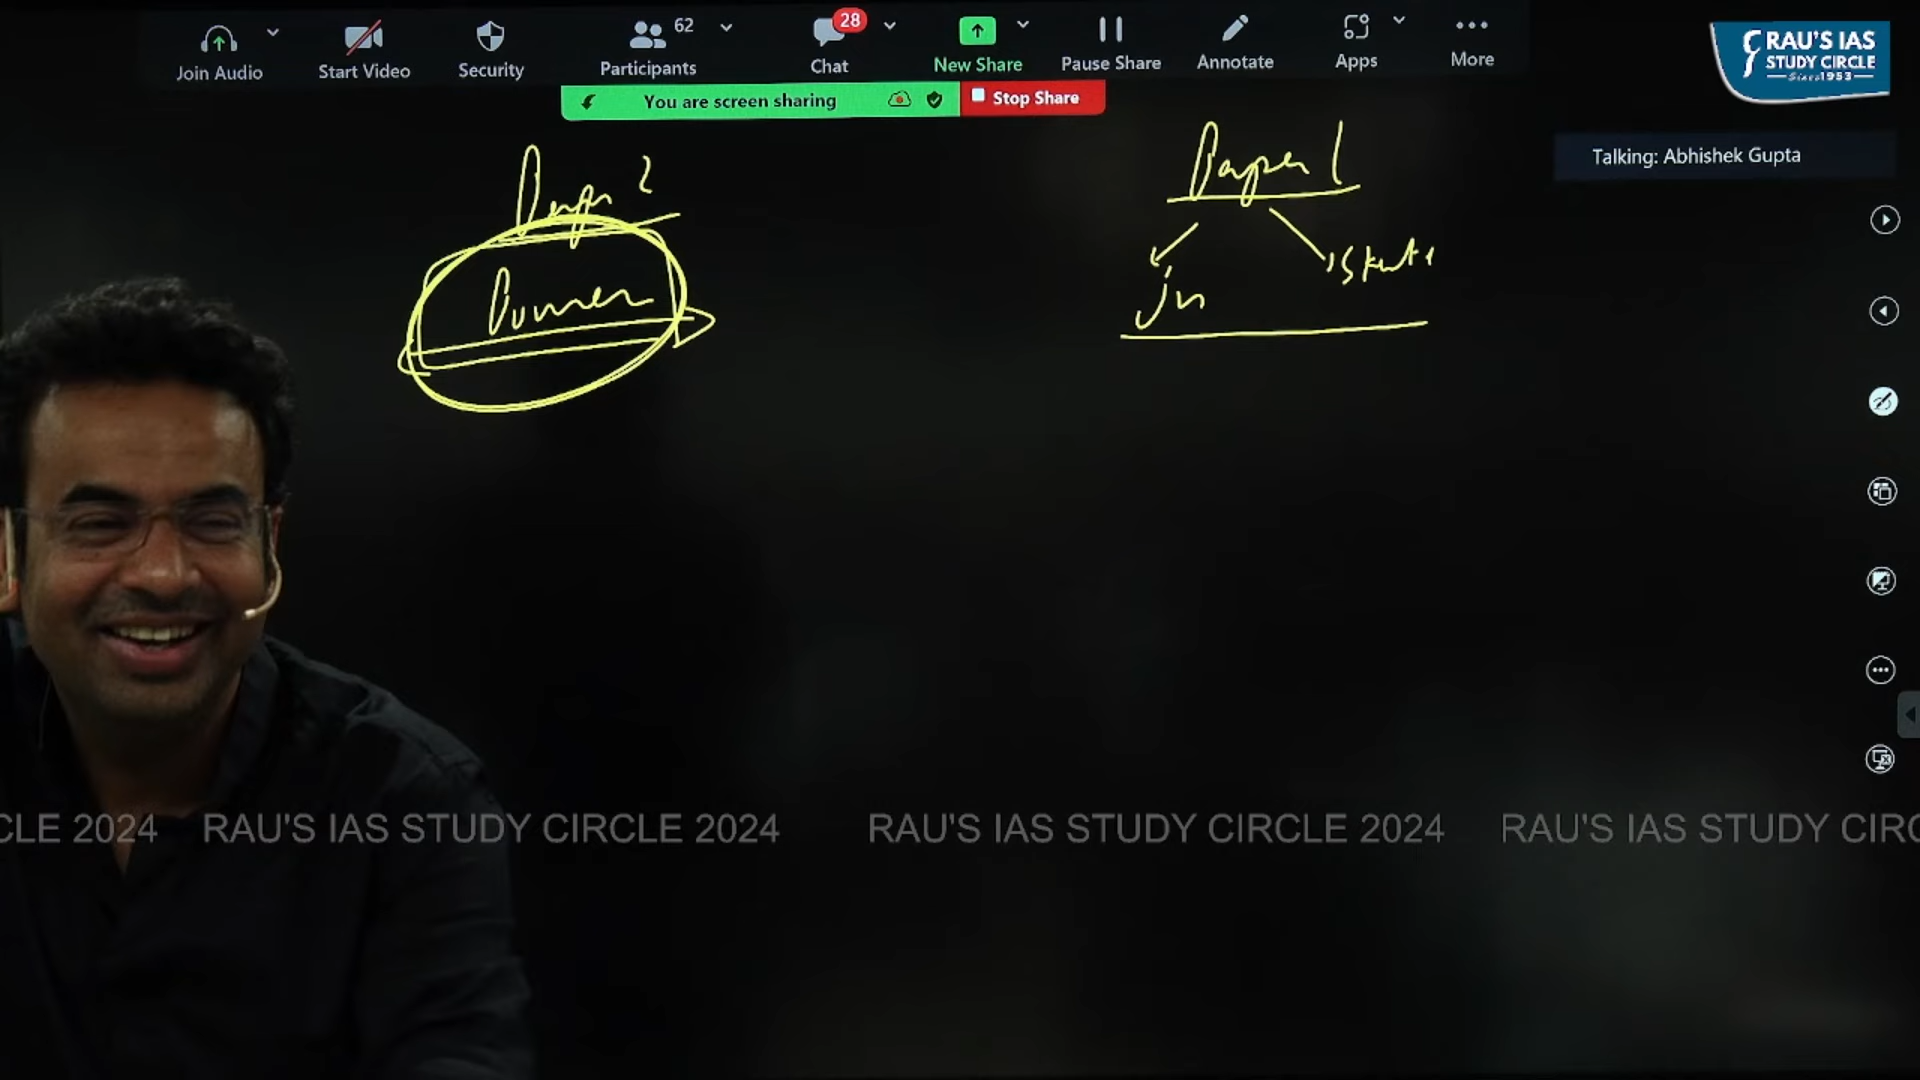 Join Audio
Start Video
Security
Participants 62
Chat 28
New Share
Pause Share
Annotate
Apps
More
RAU'S IAS
STUDY CIRCLE
Since 1953
You are screen sharing
Stop Share
Talking: Abhishek Gupta
Paper 2
Paper 1
Power
CLE 2024 RAU'S IAS STUDY CIRCLE 2024 RAU'S IAS STUDY CIRCLE 2024 RAU'S IAS STUDY CIRC